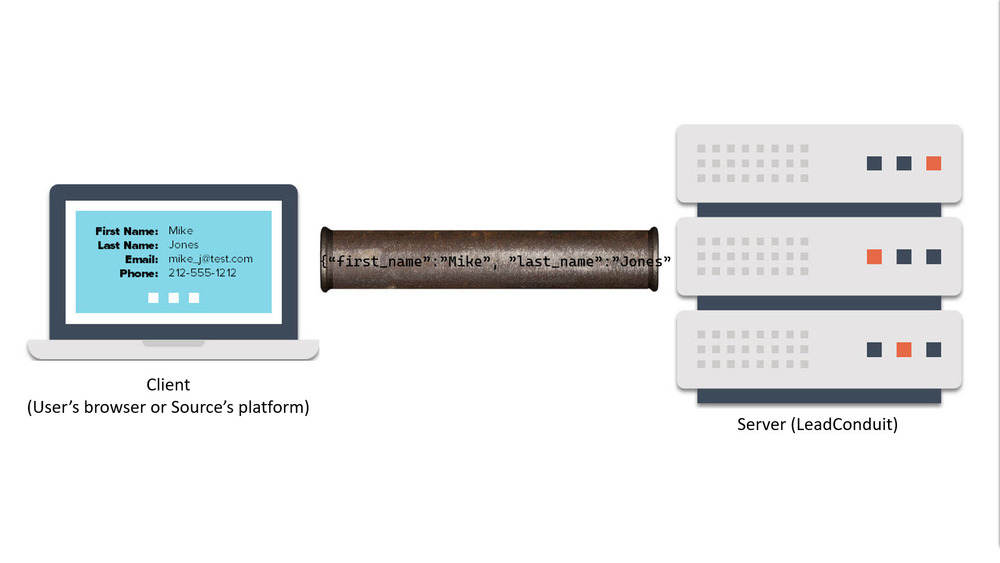 First Name: Mike
Last Name: Jones
Email: mike_j@test.com
Phone: 212-555-1212
{“first_name”:”Mike”, ”last_name”:”Jones”
Client
(User’s browser or Source’s platform)
Server (LeadConduit)